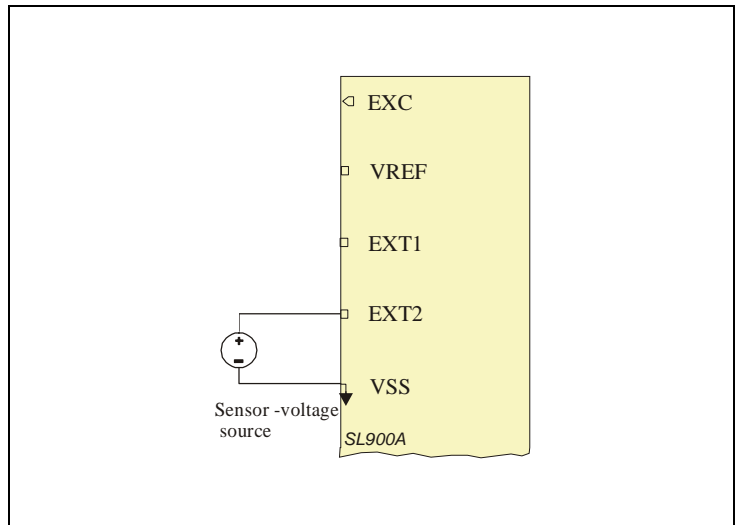 EXC
VREF
EXT1
EXT2
+
-
VSS
Sensor -voltage
source
SL900A